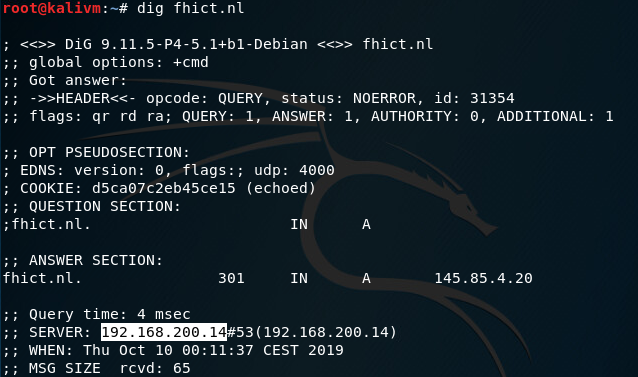 root@kalivm:~# dig fhict.nl
; <<>> DiG 9.11.5-P4-5.1+b1-Debian <<>> fhict.nl
;; global options: +cmd
;; Got answer:
;; ->>HEADER<<- opcode: QUERY, status: NOERROR, id: 31354
;; flags: qr rd ra; QUERY: 1, ANSWER: 1, AUTHORITY: 0, ADDITIONAL: 1
;; OPT PSEUDOSECTION:
; EDNS: version: 0, flags:; udp: 4000
; COOKIE: d5ca07c2eb45ce15 (echoed)
;; QUESTION SECTION:
;fhict.nl. IN A
;; ANSWER SECTION:
fhict.nl. 301 IN A 145.85.4.20
;; Query time: 4 msec
;; SERVER: 192.168.200.14#53(192.168.200.14)
;; WHEN: Thu Oct 10 00:11:37 CEST 2019
;; MSG SIZE rcvd: 65